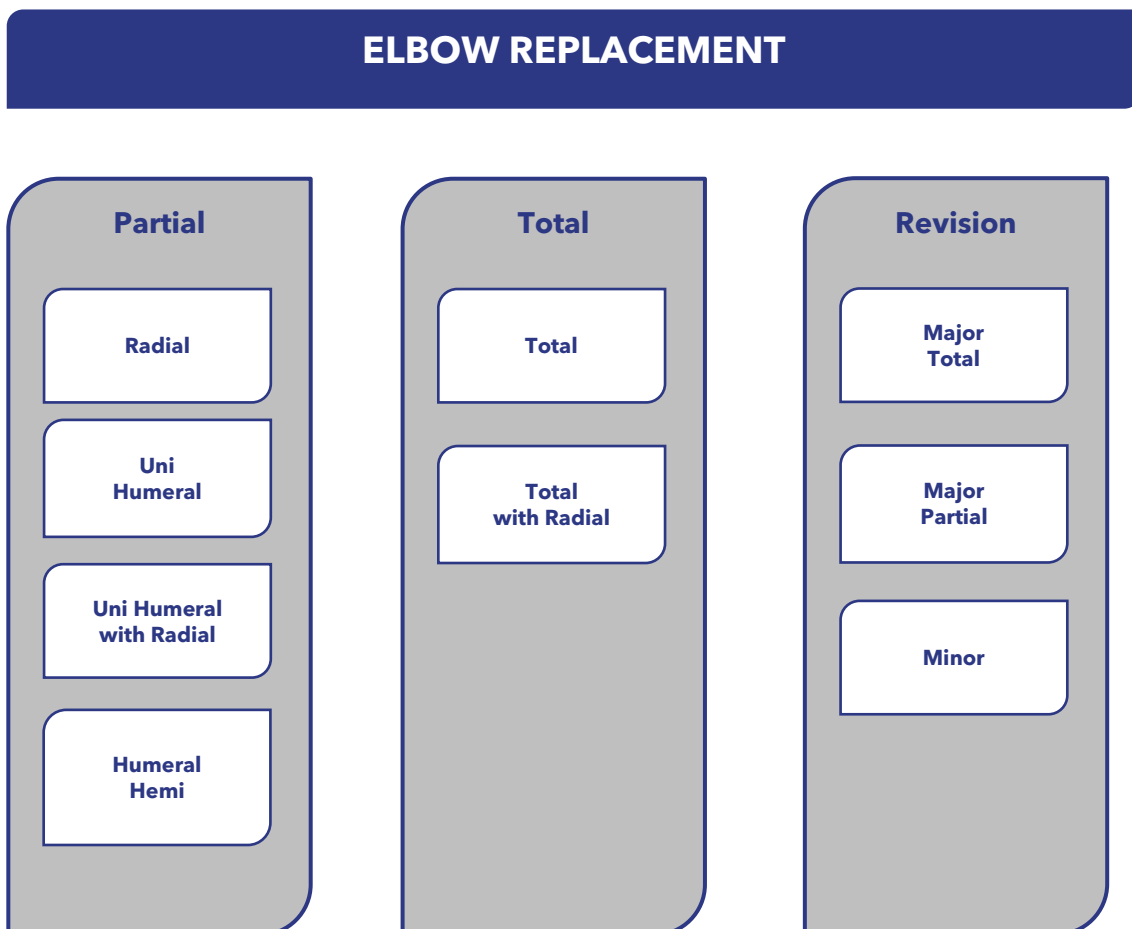 ELBOW REPLACEMENT
Partial
Radial
Uni
Humeral
Uni Humeral
with Radial
Humeral
Hemi
Total
Total
Total
with Radial
Revision
Major
Total
Major
Partial
Minor